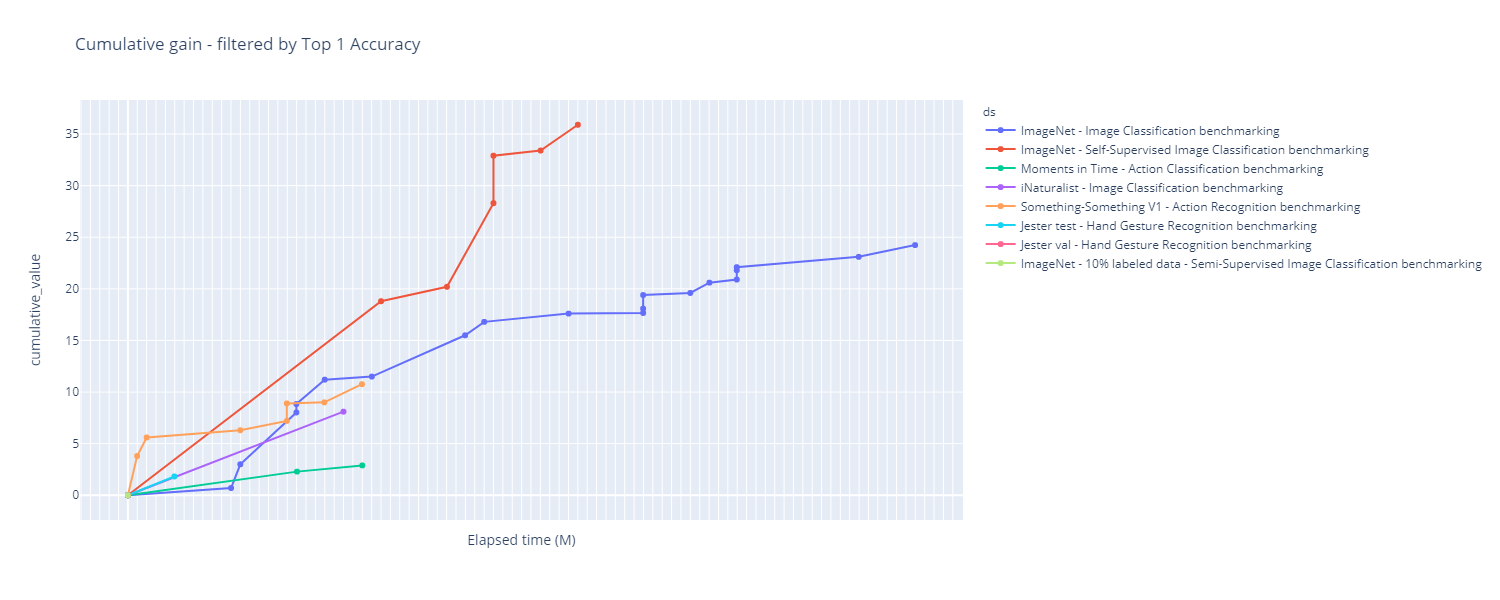 Cumulative gain - filtered by Top 1 Accuracy
35
30
25
20
15
10
5
0
cumulative_value
Elapsed time (M)
ds
ImageNet - Image Classification benchmarking
ImageNet - Self-Supervised Image Classification benchmarking
Moments in Time - Action Classification benchmarking
iNaturalist - Image Classification benchmarking
Something-Something V1 - Action Recognition benchmarking
Jester test - Hand Gesture Recognition benchmarking
Jester val - Hand Gesture Recognition benchmarking
ImageNet - 10% labeled data - Semi-Supervised Image Classification benchmarking